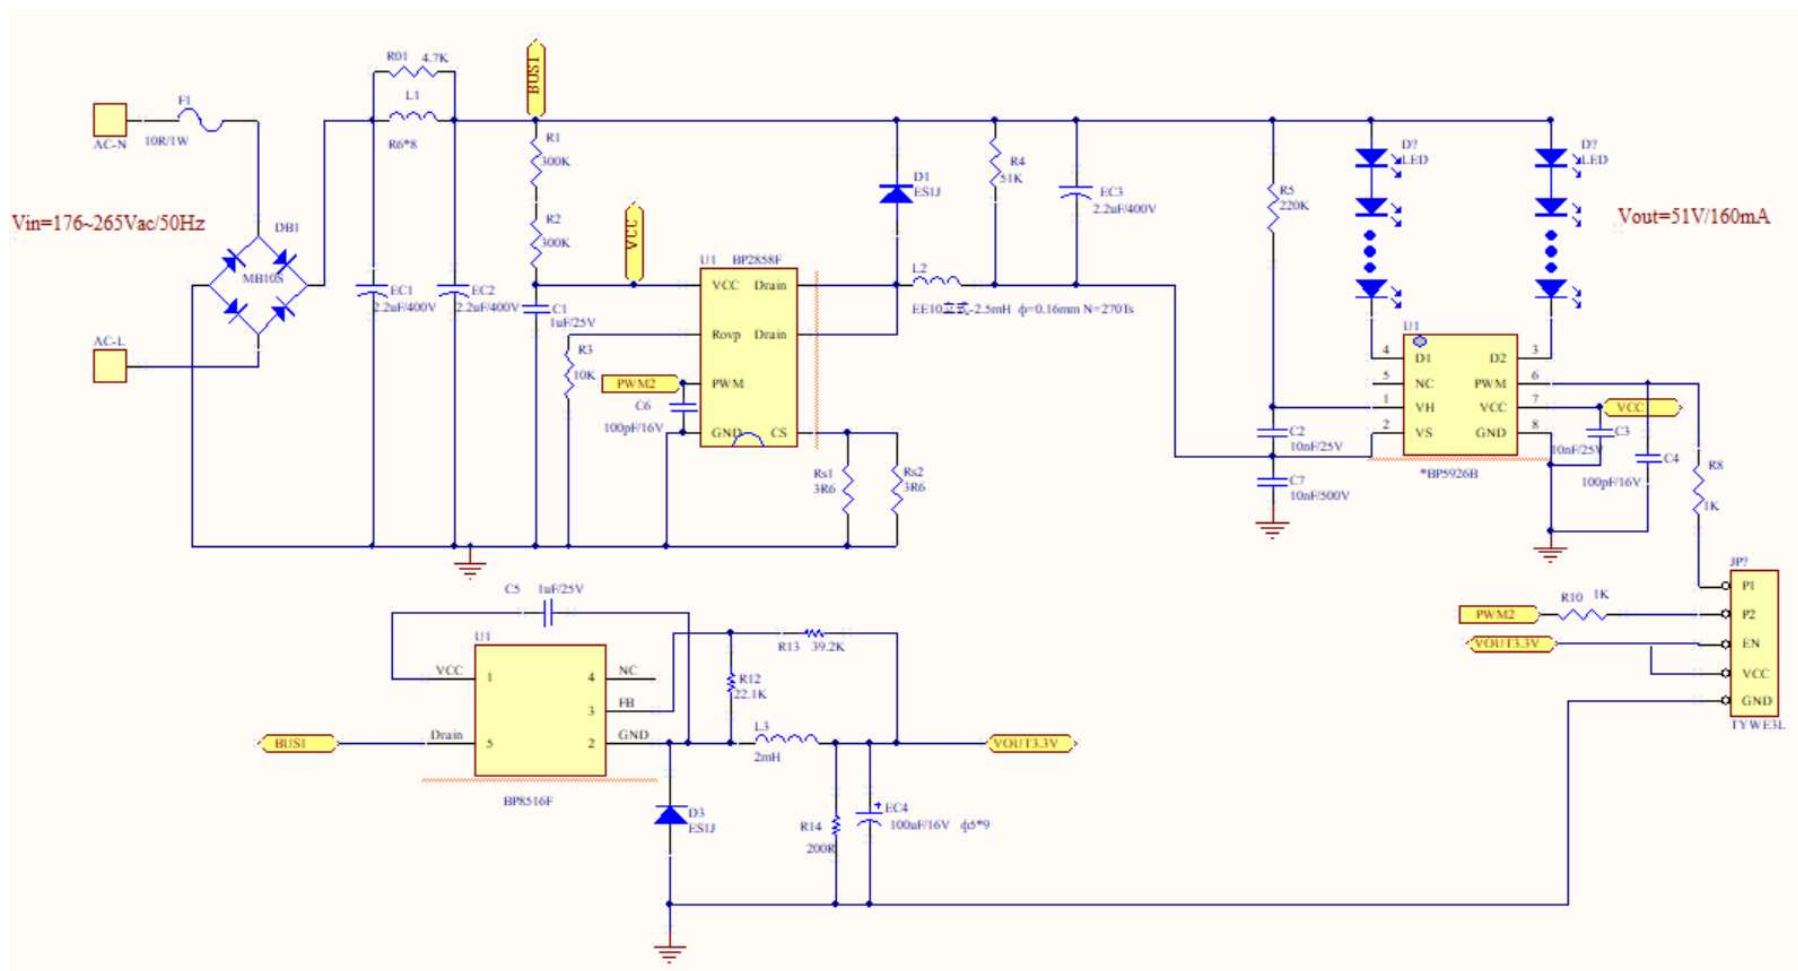 R01 4.7K
L1
R6*8
BUS1
F1
10R/1W
AC-N
Vin=176~265Vac/50Hz
DB1
MB10S
AC-L
EC1
2.2uF/400V
EC2
2.2uF/400V
R1
300K
R2
300K
VCC
C1
1uF/25V
R3
10K
PWM2
C6
100pF/16V
U1 BP2858F
VCC Drain
Rovp Drain
PWM
GND CS
D1
ES1J
L2
EE10立式-2.5mH ф=0.16mm N=270Ts
R4
51K
EC3
2.2uF/400V
Rs1
3R6
Rs2
3R6
R5
220K
C2
10nF/25V
C7
10nF/500V
D?
LED
D?
LED
Vout=51V/160mA
U1
4 D1 D2 3
5 NC PWM 6
1 VH VCC 7
2 VS GND 8
*BP5926B
VCC
C3
10nF/25V
C4
100pF/16V
R8
1K
JP?
P1
P2
EN
VCC
GND
TYWE3L
PWM2
R10 1K
VOUT3.3V
C5 1uF/25V
U1
VCC 1 4 NC
3 FB
Drain 5 2 GND
BP8516F
BUS1
R13 39.2K
R12
22.1K
L3
2mH
VOUT3.3V
D3
ES1J
R14
200R
EC4
100uF/16V ф5*9